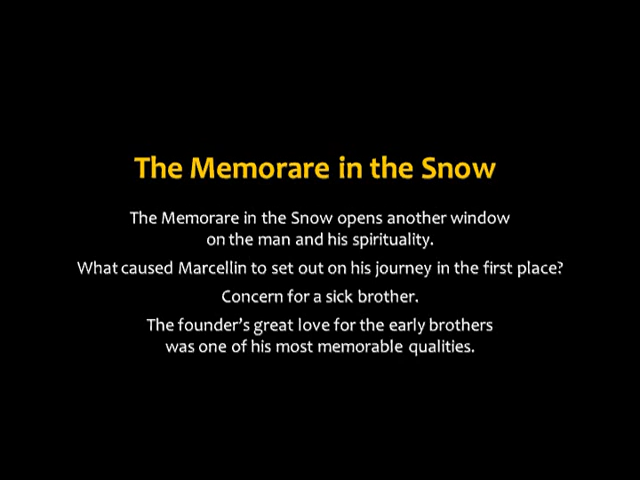 The Memorare in the Snow
The Memorare in the Snow opens another window
on the man and his spirituality.
What caused Marcellin to set out on his journey in the first place?
Concern for a sick brother.
The founder's great love for the early brothers
was one of his most memorable qualities.